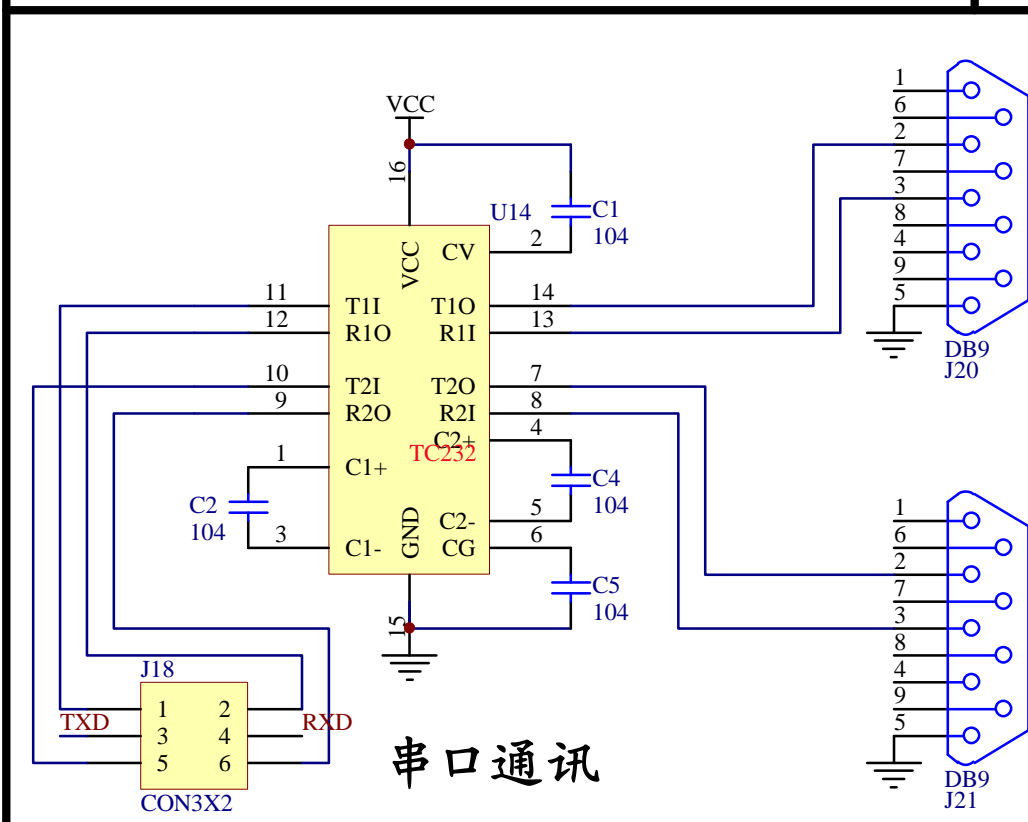 VCC
16
U14
C1
104
VCC
CV
2
11
T1I
T1O
14
12
R1O
R1I
13
10
T2I
T2O
7
9
R2O
R2I
8
C2+
4
TC232
1
C1+
C2
104
C4
104
3
C1-
GND
C2-
5
CG
6
C5
104
15
1
6
2
7
3
8
4
9
5
DB9
J20
1
6
2
7
3
8
4
9
5
DB9
J21
J18
TXD
RXD
1 2
3 4
5 6
CON3X2
串口通讯